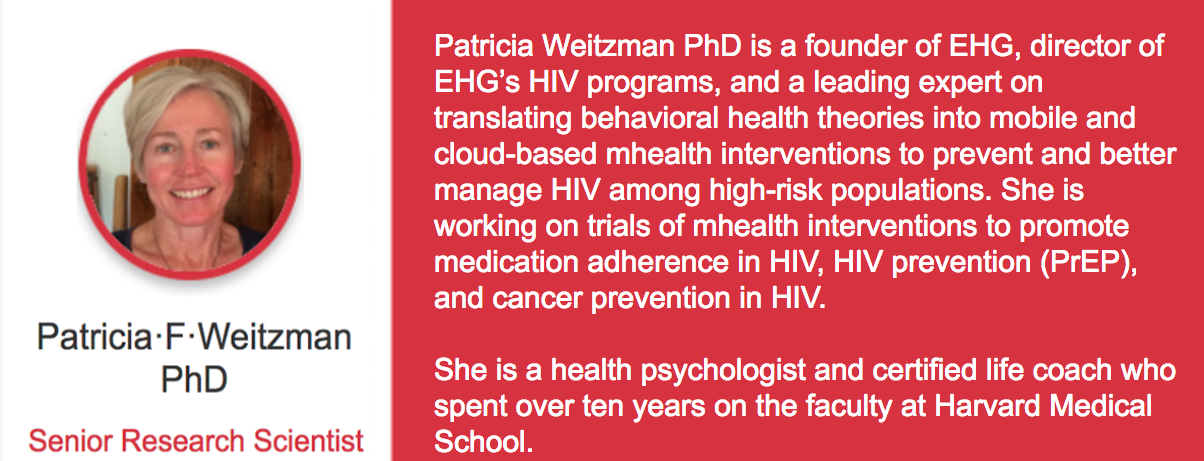 Patricia·F·Weitzman
PhD
Senior Research Scientist
Patricia Weitzman PhD is a founder of EHG, director of
EHG’s HIV programs, and a leading expert on
translating behavioral health theories into mobile and
cloud-based mhealth interventions to prevent and better
manage HIV among high-risk populations. She is
working on trials of mhealth interventions to promote
medication adherence in HIV, HIV prevention (PrEP),
and cancer prevention in HIV.
She is a health psychologist and certified life coach who
spent over ten years on the faculty at Harvard Medical
School.